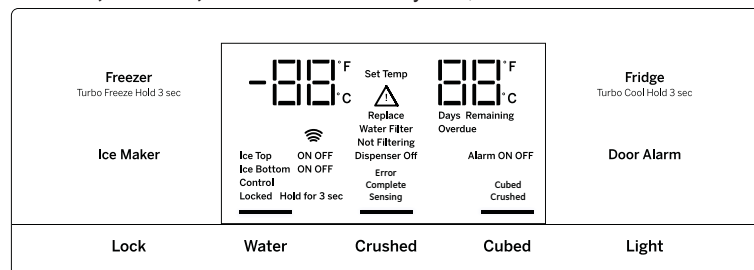 Freezer
Turbo Freeze Hold 3 sec
Ice Maker
-88°F
°C
Set Temp
88°F
°C
Replace
Water Filter
Not Filtering
Dispenser Off
Days Remaining
Overdue
Ice Top ON OFF
Ice Bottom ON OFF
Control
Locked Hold for 3 sec
Error
Complete
Sensing
Alarm ON OFF
Cubed
Crushed
Fridge
Turbo Cool Hold 3 sec
Door Alarm
Lock Water Crushed Cubed Light